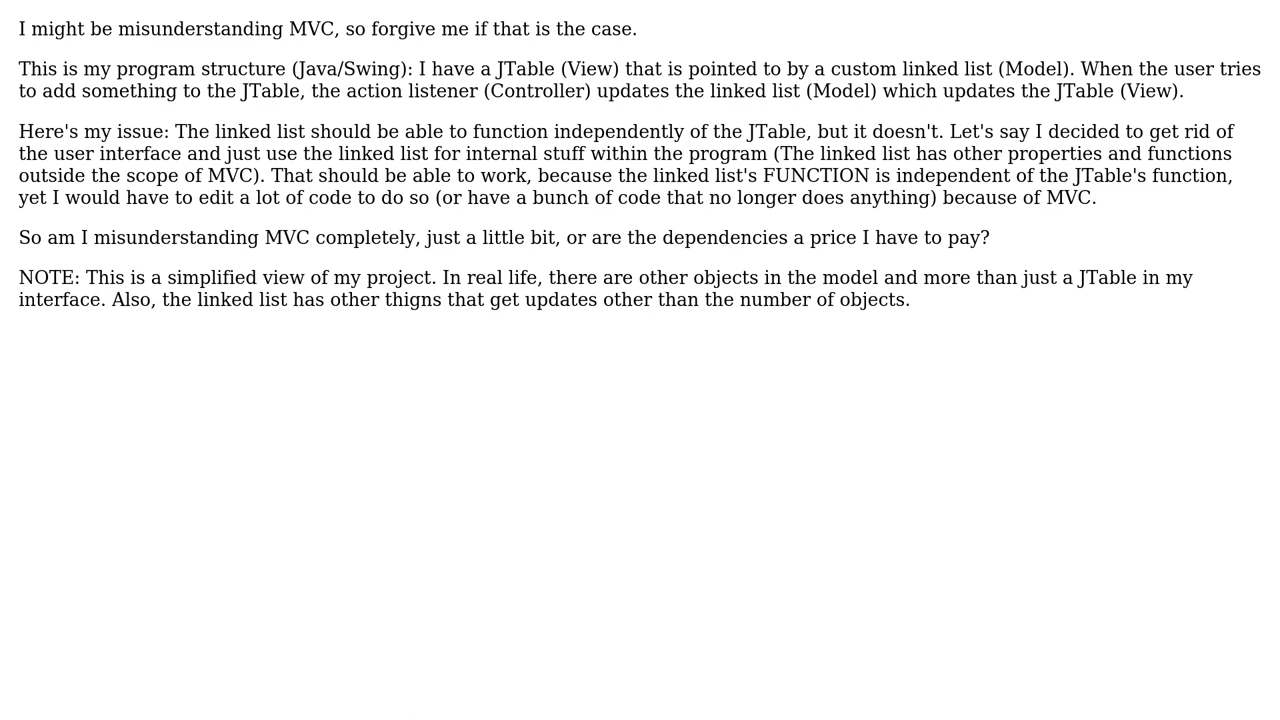 I might be misunderstanding MVC, so forgive me if that is the case.
This is my program structure (Java/Swing): I have a JTable (View) that is pointed to by a custom linked list (Model). When the user tries
to add something to the JTable, the action listener (Controller) updates the linked list (Model) which updates the JTable (View).
Here's my issue: The linked list should be able to function independently of the JTable, but it doesn't. Let's say I decided to get rid of
the user interface and just use the linked list for internal stuff within the program (The linked list has other properties and functions
outside the scope of MVC). That should be able to work, because the linked list's FUNCTION is independent of the JTable's function,
yet I would have to edit a lot of code to do so (or have a bunch of code that no longer does anything) because of MVC.
So am I misunderstanding MVC completely, just a little bit, or are the dependencies a price I have to pay?
NOTE: This is a simplified view of my project. In real life, there are other objects in the model and more than just a JTable in my
interface. Also, the linked list has other thigns that get updates other than the number of objects.